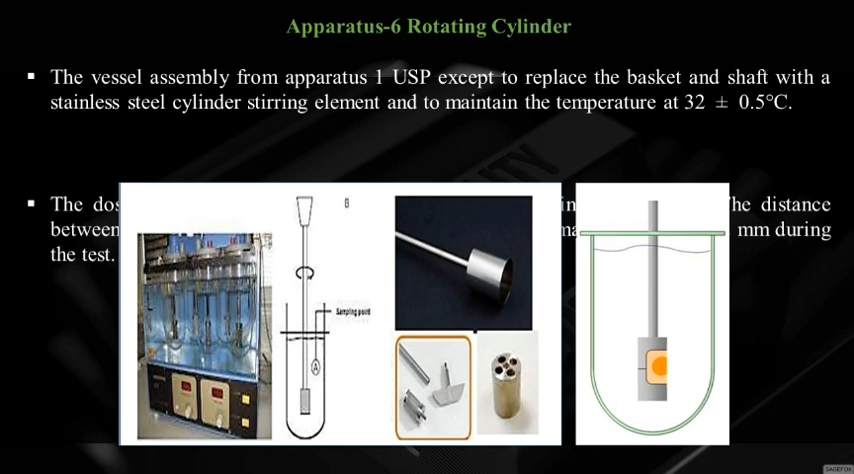 Apparatus-6 Rotating Cylinder
▪ The vessel assembly from apparatus 1 USP except to replace the basket and shaft with a
stainless steel cylinder stirring element and to maintain the temperature at 32 ± 0.5°C.
▪ The distance
between mm during
the test.
B
Sampling point
A
SAGEFOX